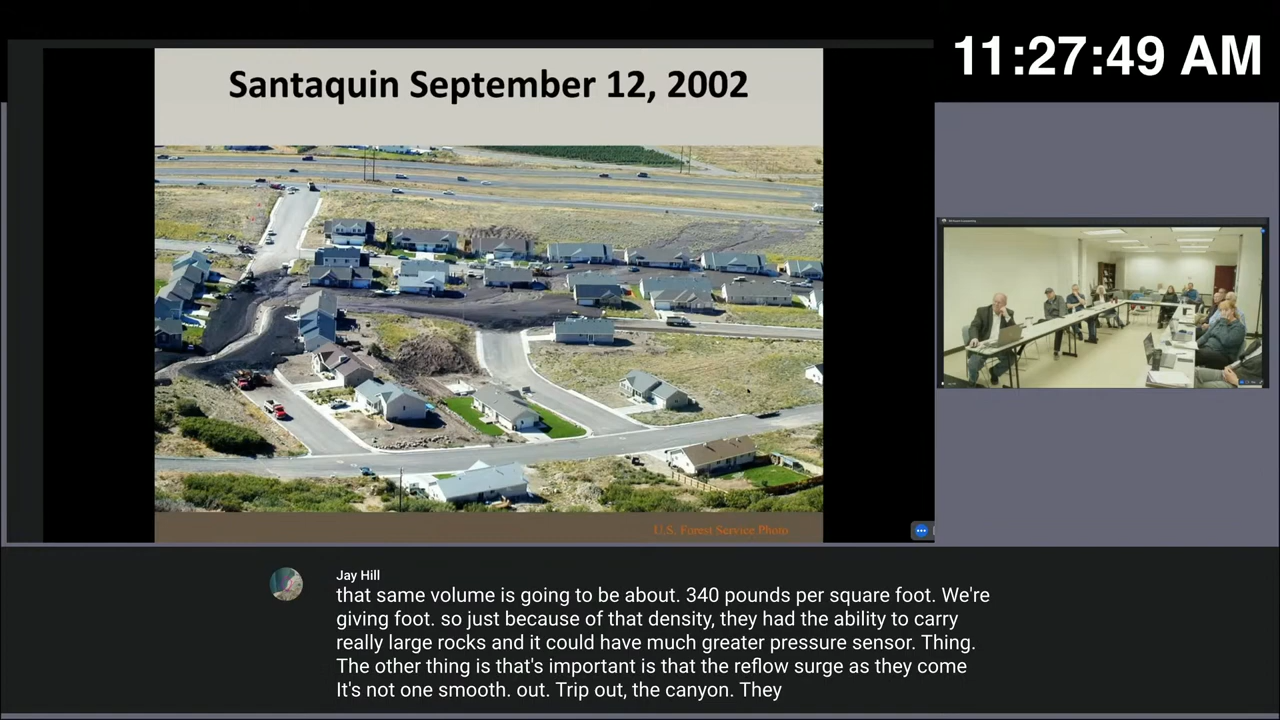 Santaquin September 12, 2002
11:27:49 AM
U.S. Forest Service Photo
Jay Hill
that same volume is going to be about. 340 pounds per square foot. We're
giving foot. so just because of that density, they had the ability to carry
really large rocks and it could have much greater pressure sensor. Thing.
The other thing is that's important is that the reflow surge as they come
It's not one smooth. out. Trip out, the canyon. They